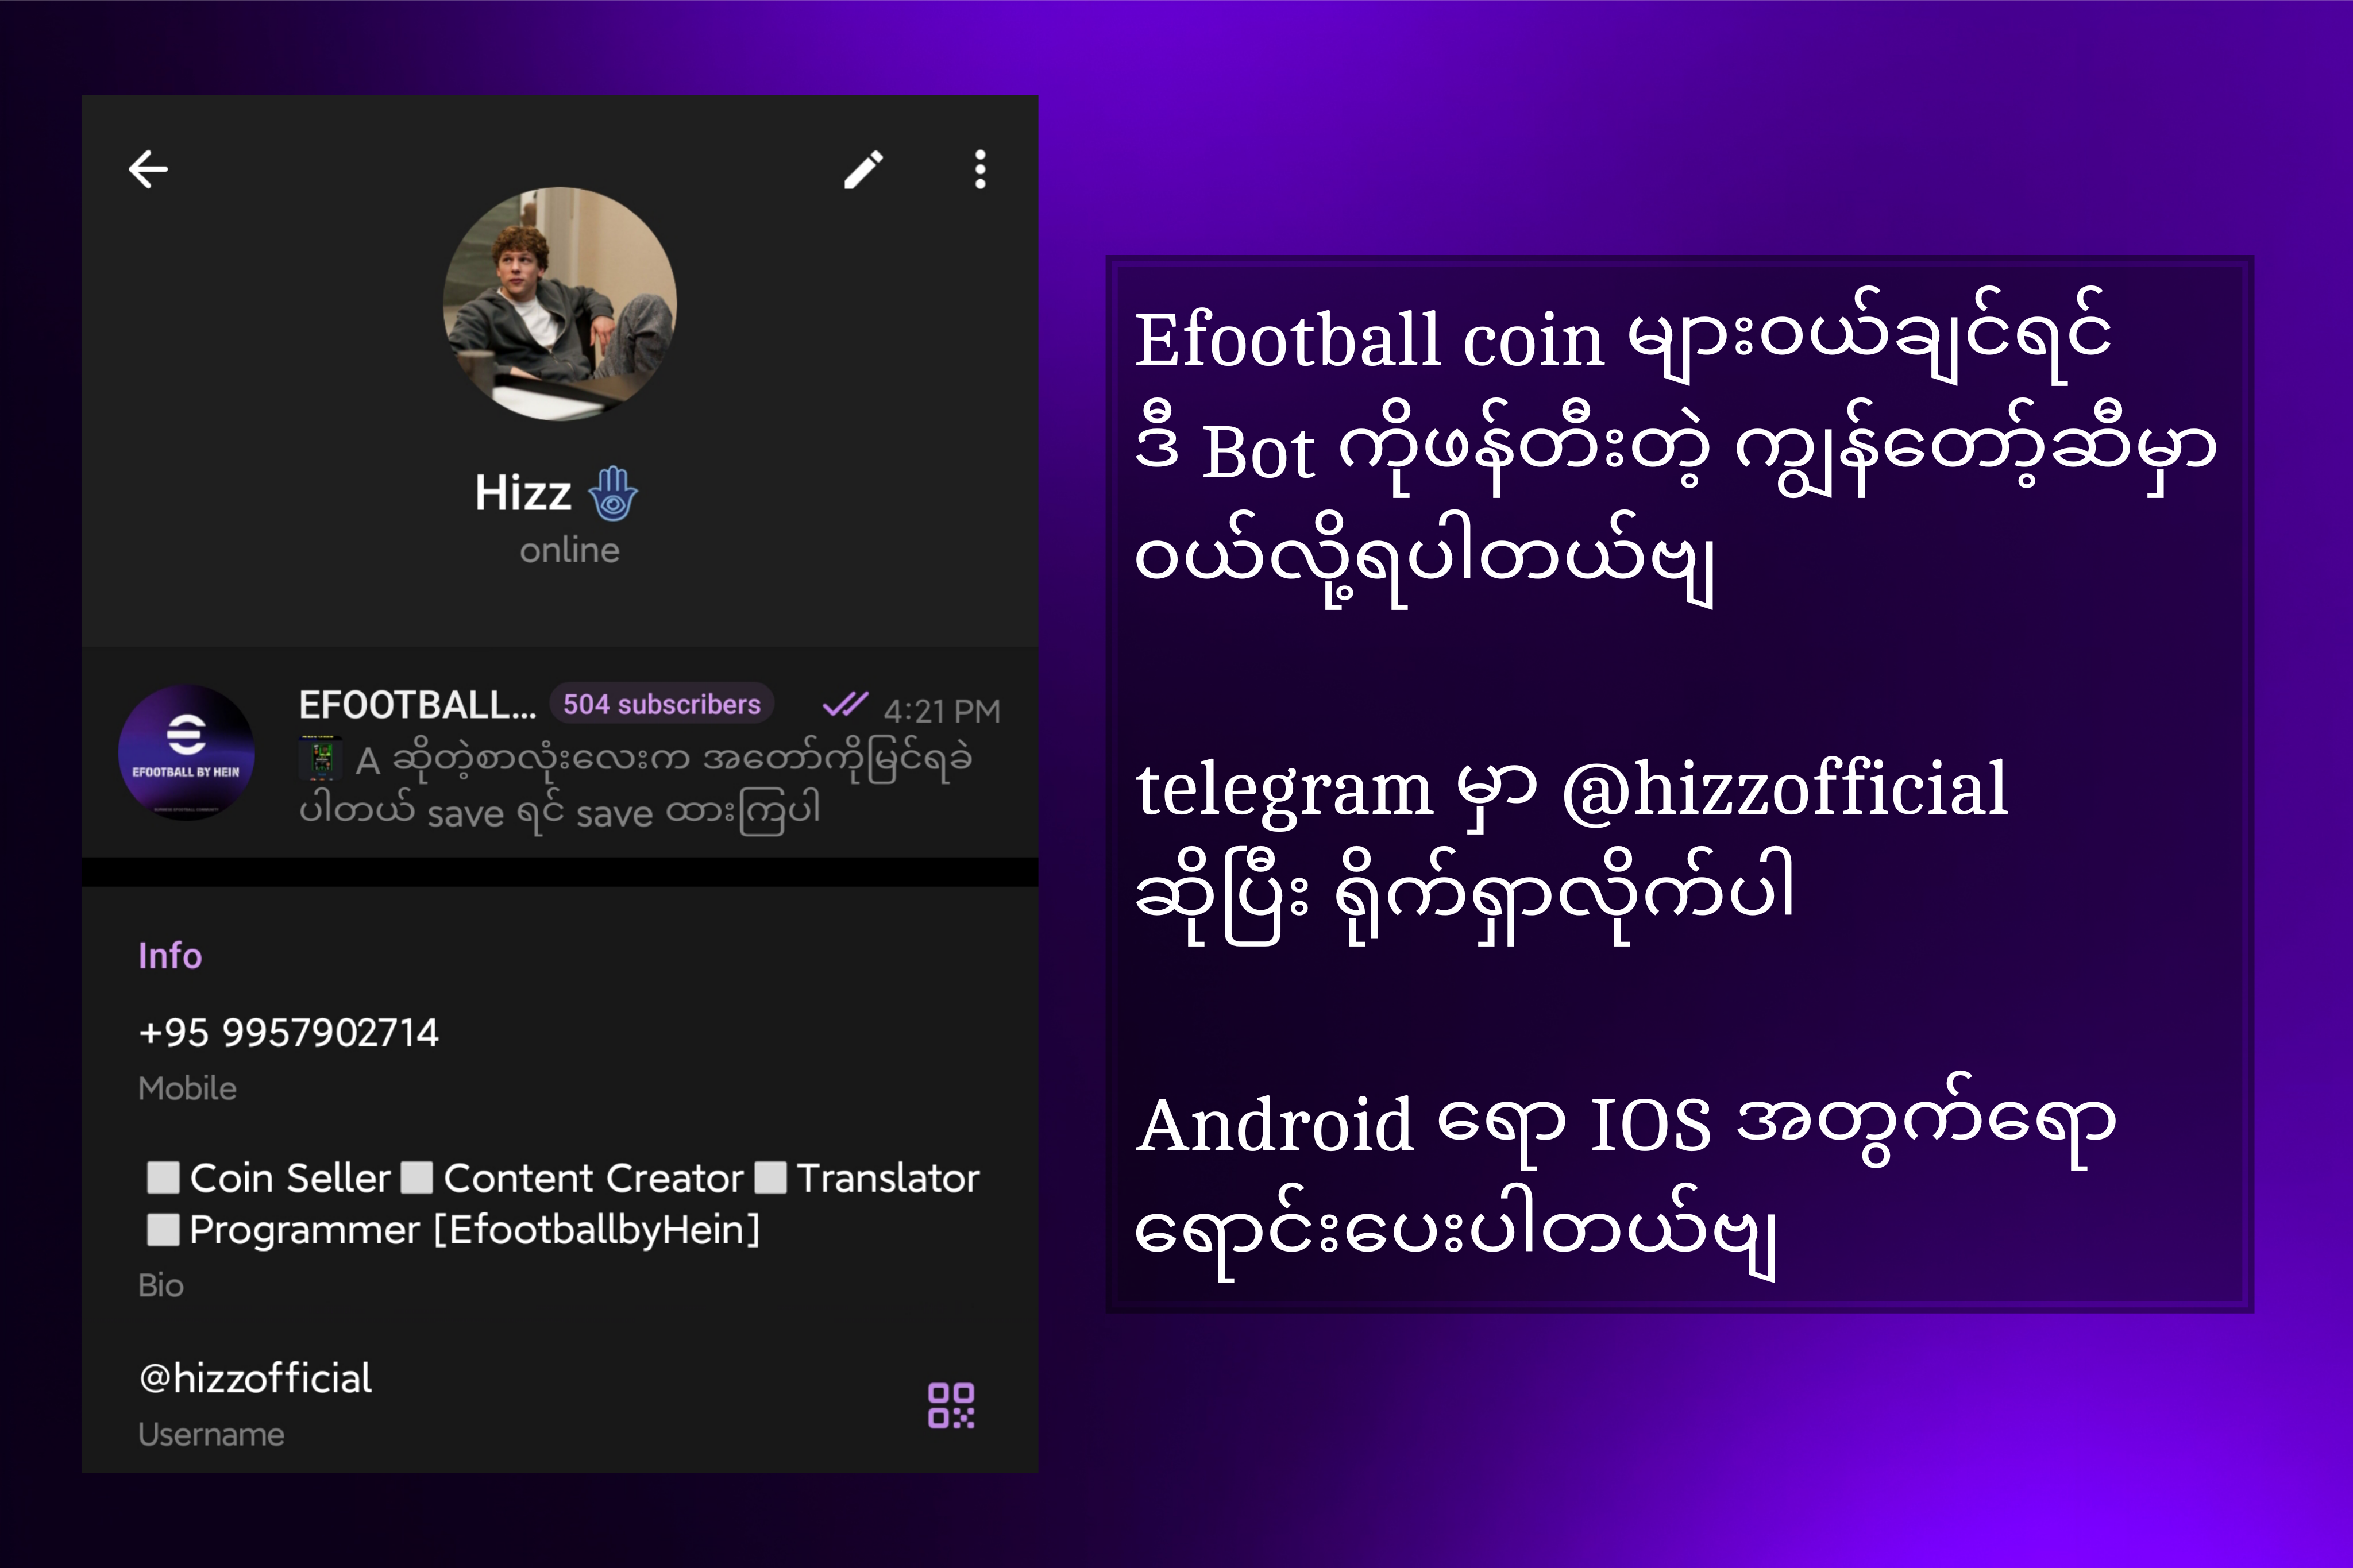 Hizz
online
EFOOTBALL... 504 subscribers 4:21 PM
A ဆိုတဲ့စာလုံးလေးက အတော်ကိုမြင်ရခဲ
ပါတယ် save ရင် save ထားကြပါ
EFOOTBALL BY HEIN
Info
+95 9957902714
Mobile
Coin Seller Content Creator Translator
Programmer [EfootballbyHein]
Bio
@hizzofficial
Username
Efootball coin များဝယ်ချင်ရင်
ဒီ Bot ကိုဖန်တီးတဲ့ ကျွန်တော့်ဆီမှာ
ဝယ်လို့ရပါတယ်ဗျ
telegram မှာ @hizzofficial
ဆိုပြီး ရိုက်ရှာလိုက်ပါ
Android ရော IOS အတွက်ရော
ရောင်းပေးပါတယ်ဗျ